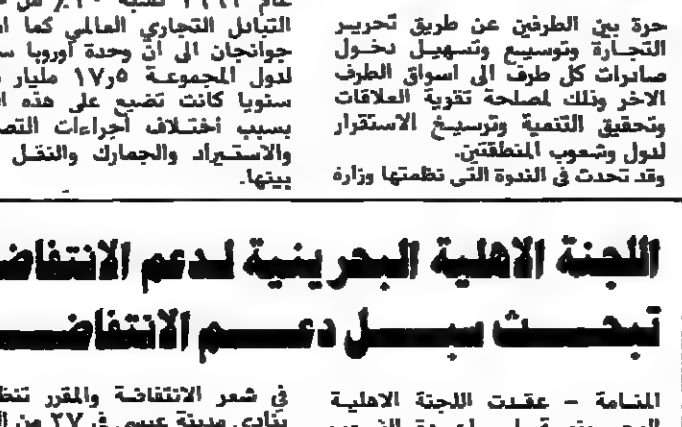 حرة بين الطرفين عن طريق تحرير
التجارة وتوسيع وتسهيل دخول
صادرات كل طرف الى اسواق الطرف
الاخر وذلك لمصلحة تقوية العلاقات
وتحقيق التنمية وترسيخ الاستقرار
لدول وشعوب المنطقتين.
وقد تحدث في الندوة التي نظمتها وزارة
التبادل التجاري العالمي كما
جوانجان الى ان وحدة اوروبا
لدول المجموعة ١٧٫٥ مليار
سنويا كانت تضيع على هذه
بسبب اختلاف اجراءات
والاستيراد والجمارك والنقل
بينها.
اللجنة الاهلية البحرينية لدعم الانتفاض
تبحث سبل دعم الانتفاض
المنامة - عقدت اللجنة الاهلية
في شعر الانتفاضة والمقرر
بنادي مدينة عيسى في ٢٧ من